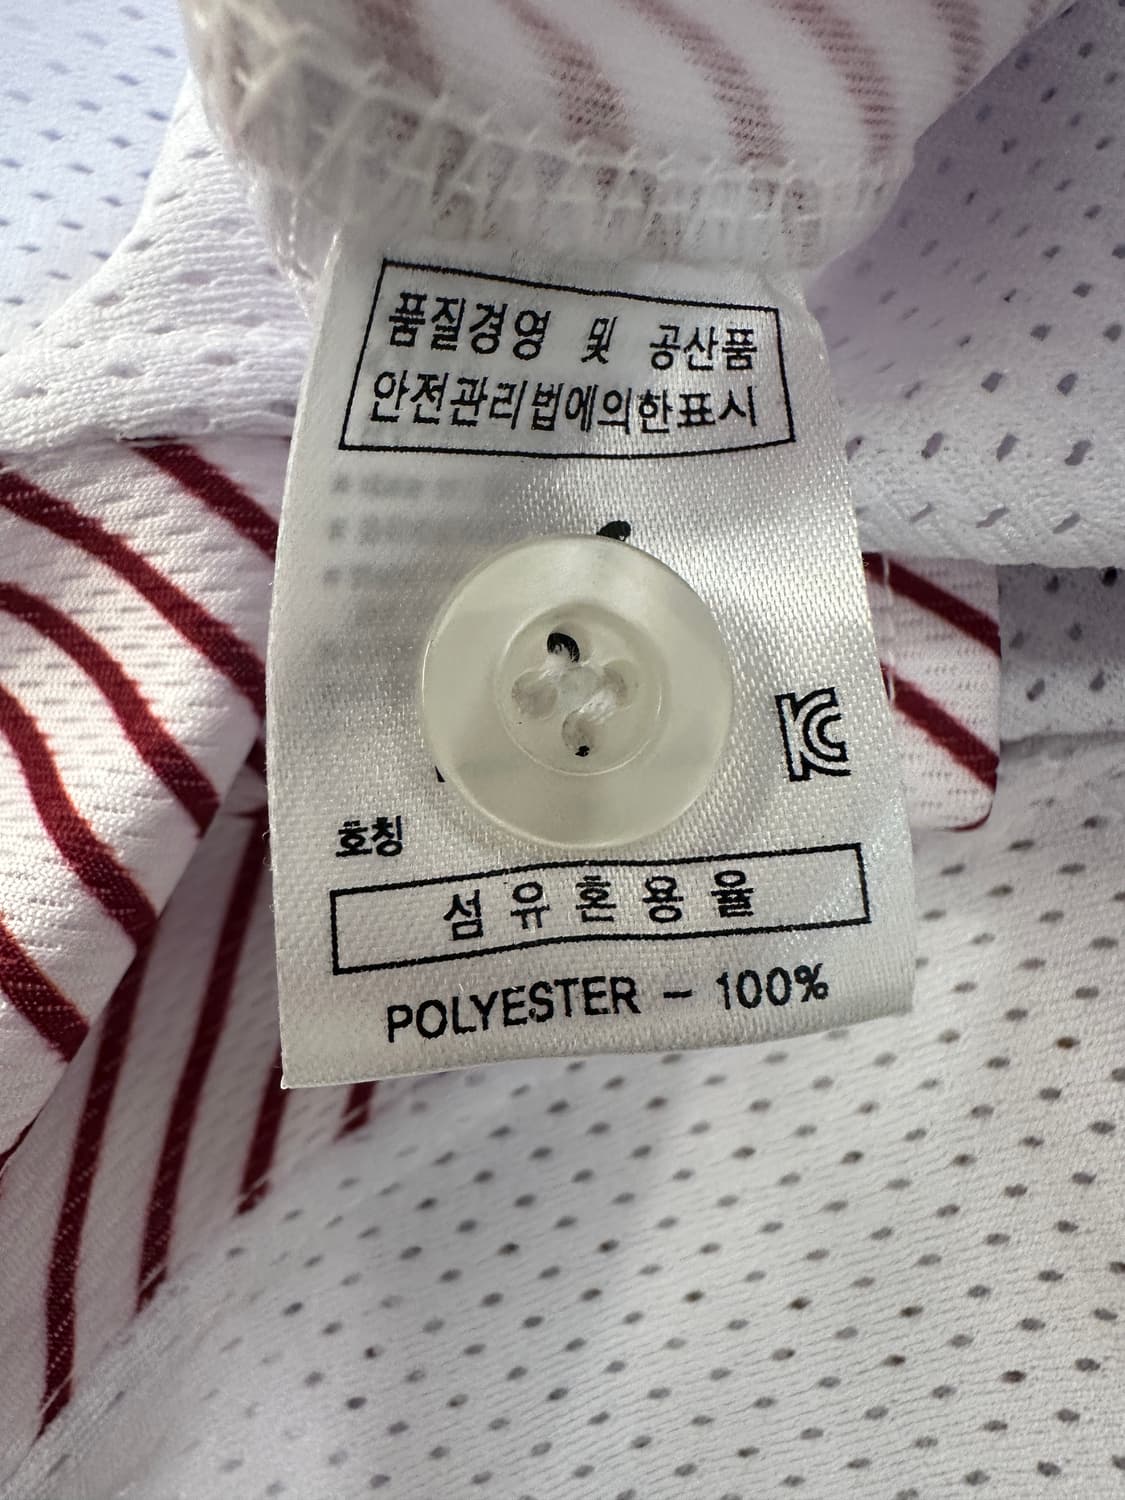 품질경영 및 공산품
안전관리법에의한표시
KC
호칭
섬유혼용율
POLYESTER - 100%